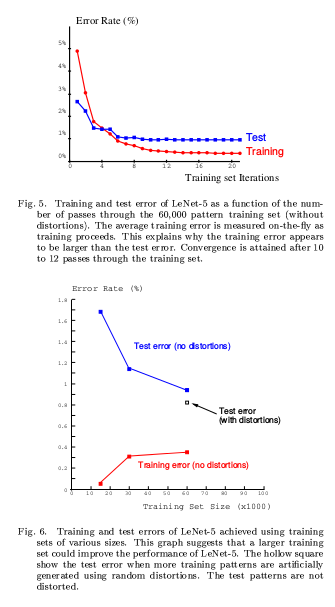 Error Rate (%)
5%
4%
3%
2%
1%
0%
0 4 8 12 16 20
Test
Training
Training set Iterations
Fig. 5. Training and test error of LeNet-5 as a function of the num-
ber of passes through the 60,000 pattern training set (without
distortions). The average training error is measured on-the-fly as
training proceeds. This explains why the training error appears
to be larger than the test error. Convergence is attained after 10
to 12 passes through the training set.
Error Rate (%)
1.8
1.6
1.4
1.2
1
0.8
0.6
0.4
0.2
0
Test error (no distortions)
Test error
(with distortions)
Training error (no distortions)
0 10 20 30 40 50 60 70 80 90 100
Training Set Size (x1000)
Fig. 6. Training and test errors of LeNet-5 achieved using training
sets of various sizes. This graph suggests that a larger training
set could improve the performance of LeNet-5. The hollow square
show the test error when more training patterns are artificially
generated using random distortions. The test patterns are not
distorted.